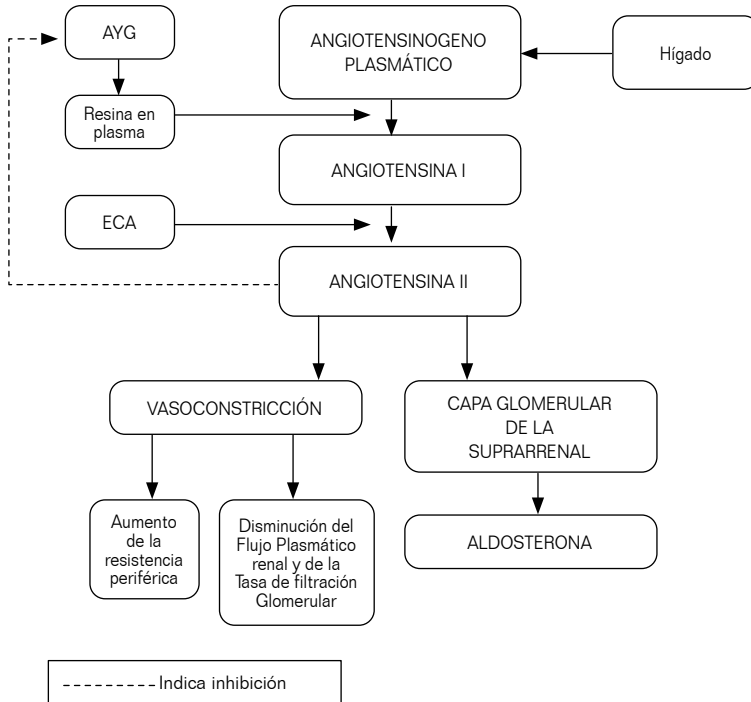 AYG
ANGIOTENSINOGENO
PLASMÁTICO
Hígado
Resina en
plasma
ANGIOTENSINA I
ECA
ANGIOTENSINA II
VASOCONSTRICCIÓN
CAPA GLOMERULAR
DE LA
SUPRARRENAL
Aumento
de la
resistencia
periférica
Disminución del
Flujo Plasmático
renal y de la
Tasa de filtración
Glomerular
ALDOSTERONA
Indica inhibición